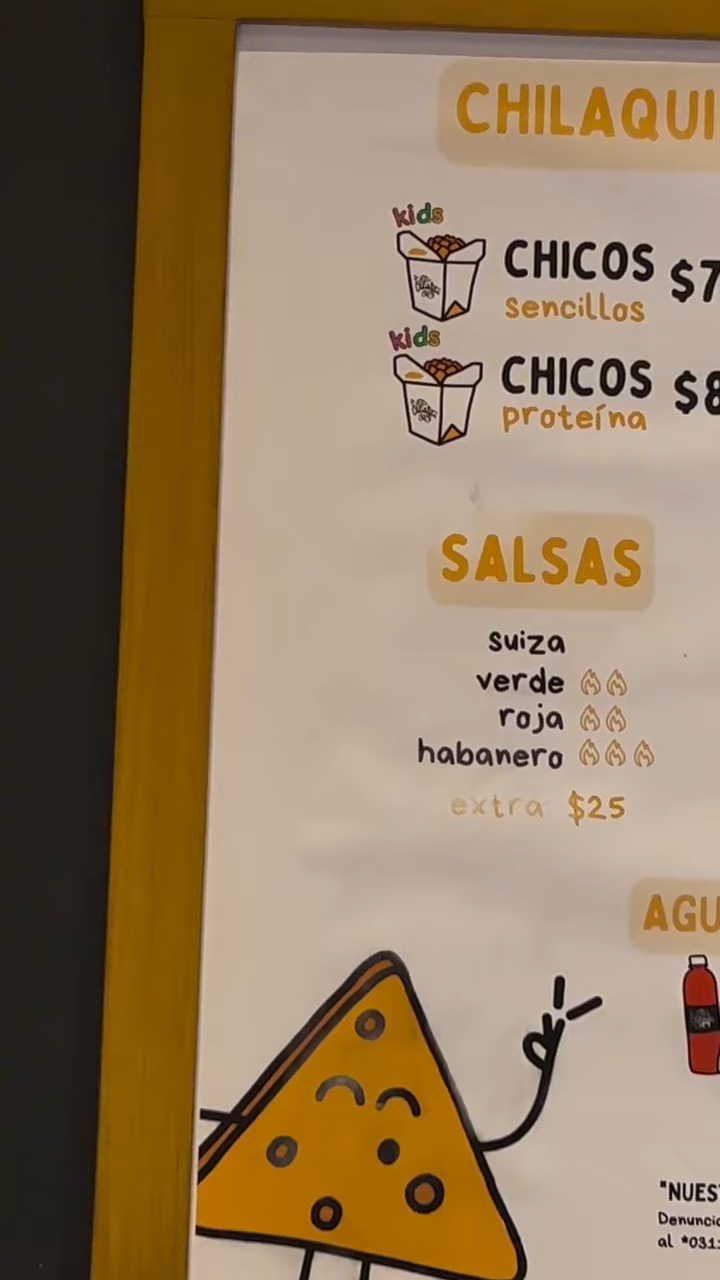 CHILAQUI
kids
CHICOS $7
sencillos
kids
CHICOS $8
proteína
SALSAS
suiza
verde
roja
habanero
extra $25
AGU
"NUES
Denuncia
al *031